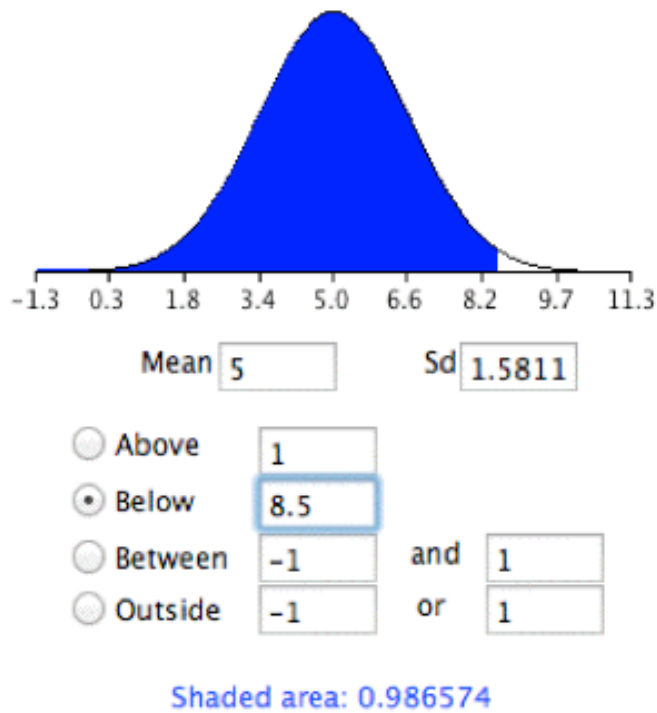 -1.3 0.3 1.8 3.4 5.0 6.6 8.2 9.7 11.3
Mean 5 Sd 1.5811
Above 1
Below 8.5
Between -1 and 1
Outside -1 or 1
Shaded area: 0.986574